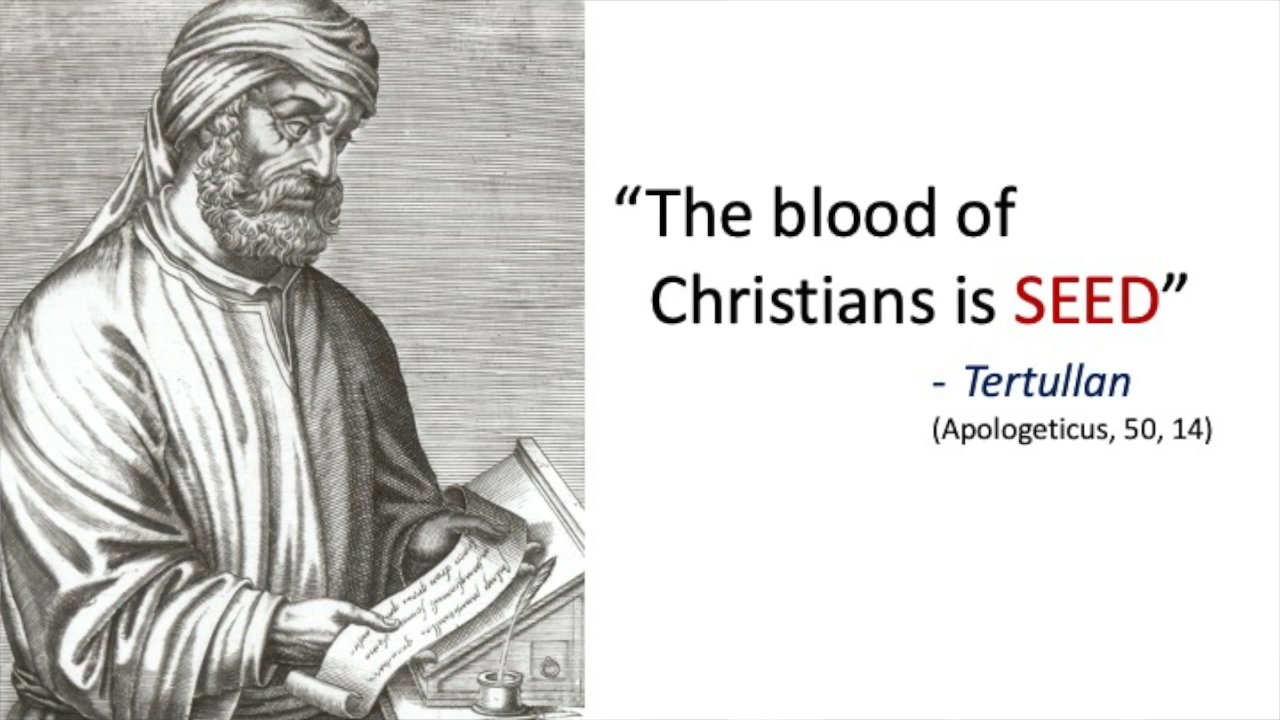 “The blood of
Christians is SEED”
- Tertullan
(Apologeticus, 50, 14)